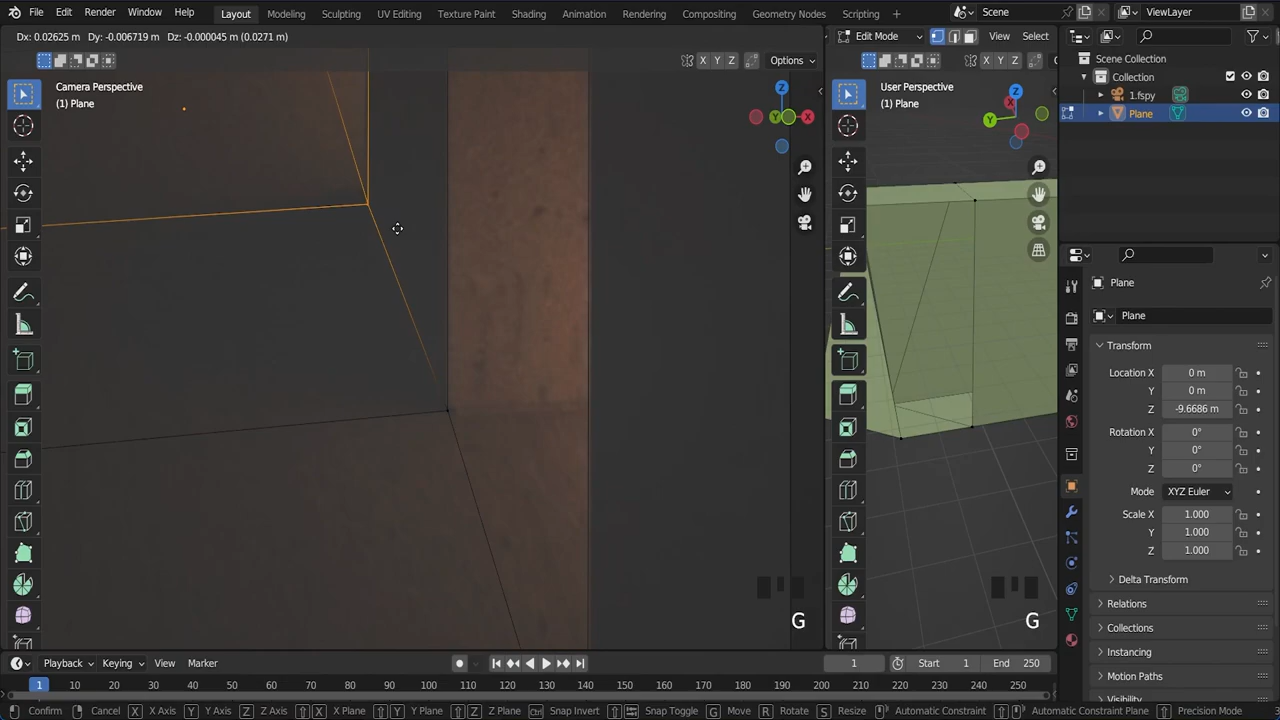 File Edit Render Window Help Layout Modeling Sculpting UV Editing Texture Paint Shading Animation Rendering Compositing Geometry Nodes Scripting + Scene ViewLayer
Dx: 0.02625 m Dy: -0.006719 m Dz: -0.000045 m (0.0271 m)
Edit Mode View Select
X Y Z Options
X Y Z
Camera Perspective
(1) Plane
User Perspective
(1) Plane
Z
Y X
X
Y
Z
G
G
Scene Collection
Collection
1.fspy
Plane
Plane
Plane
Transform
Location X 0 m
Y 0 m
Z -9.6686 m
Rotation X 0°
Y 0°
Z 0°
Mode XYZ Euler
Scale X 1.000
Y 1.000
Z 1.000
Delta Transform
Relations
Collections
Instancing
Motion Paths
Visibility
Playback Keying View Marker 1 Start 1 End 250
1 10 20 30 40 50 60 70 80 90 100 110 120 130 140 150 160 170 180 190 200 210 220 230 240 250
Confirm Cancel X X Axis Y Y Axis Z Z Axis X X Plane Y Y Plane Z Z Plane Ctrl Snap Invert Snap Toggle G Move R Rotate S Resize Automatic Constraint Automatic Constraint Plane Precision Mode